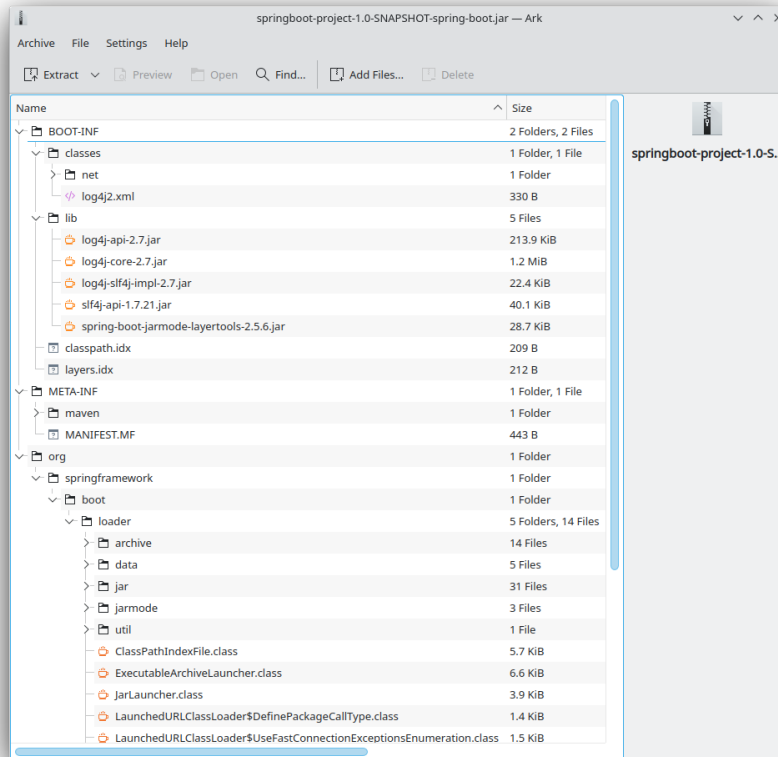 springboot-project-1.0-SNAPSHOT-spring-boot.jar — Ark
Archive File Settings Help
Extract Preview Open Find... Add Files... Delete
Name Size
BOOT-INF 2 Folders, 2 Files
classes 1 Folder, 1 File
net 1 Folder
log4j2.xml 330 B
lib 5 Files
log4j-api-2.7.jar 213.9 KiB
log4j-core-2.7.jar 1.2 MiB
log4j-slf4j-impl-2.7.jar 22.4 KiB
slf4j-api-1.7.21.jar 40.1 KiB
spring-boot-jarmode-layertools-2.5.6.jar 28.7 KiB
classpath.idx 209 B
layers.idx 212 B
META-INF 1 Folder, 1 File
maven 1 Folder
MANIFEST.MF 443 B
org 1 Folder
springframework 1 Folder
boot 1 Folder
loader 5 Folders, 14 Files
archive 14 Files
data 5 Files
jar 31 Files
jarmode 3 Files
util 1 File
ClassPathIndexFile.class 5.7 KiB
ExecutableArchiveLauncher.class 6.6 KiB
JarLauncher.class 3.9 KiB
LaunchedURLClassLoader$DefinePackageCallType.class 1.4 KiB
LaunchedURLClassLoader$UseFastConnectionExceptionsEnumeration.class 1.5 KiB
springboot-project-1.0-S...